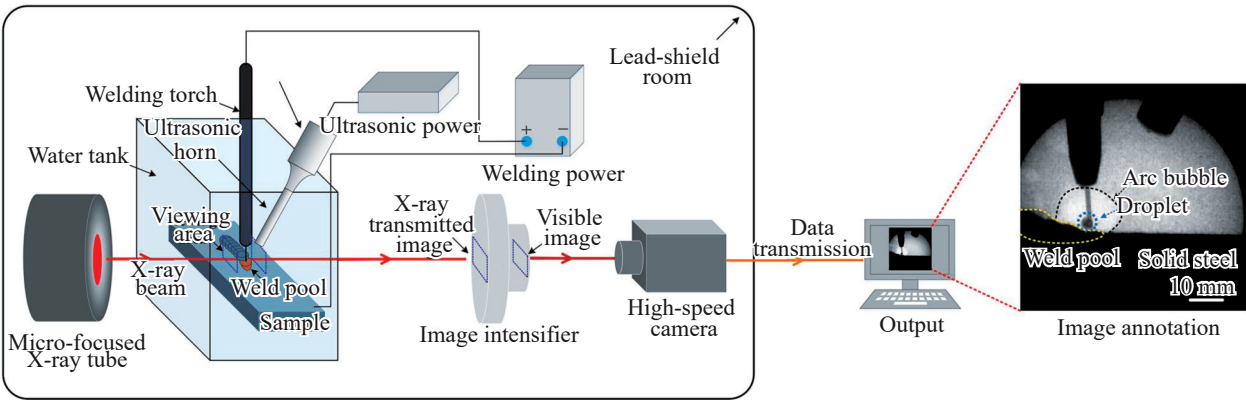 Lead-shield
room
Welding torch
Ultrasonic
horn
Ultrasonic power
Water tank
+ −
Welding power
Viewing
area
X-ray
transmitted
image
Visible
image
Data
transmission
X-ray
beam
Weld pool
Sample
Micro-focused
X-ray tube
Image intensifier
High-speed
camera
Output
Arc bubble
Droplet
Weld pool
Solid steel
10 mm
Image annotation